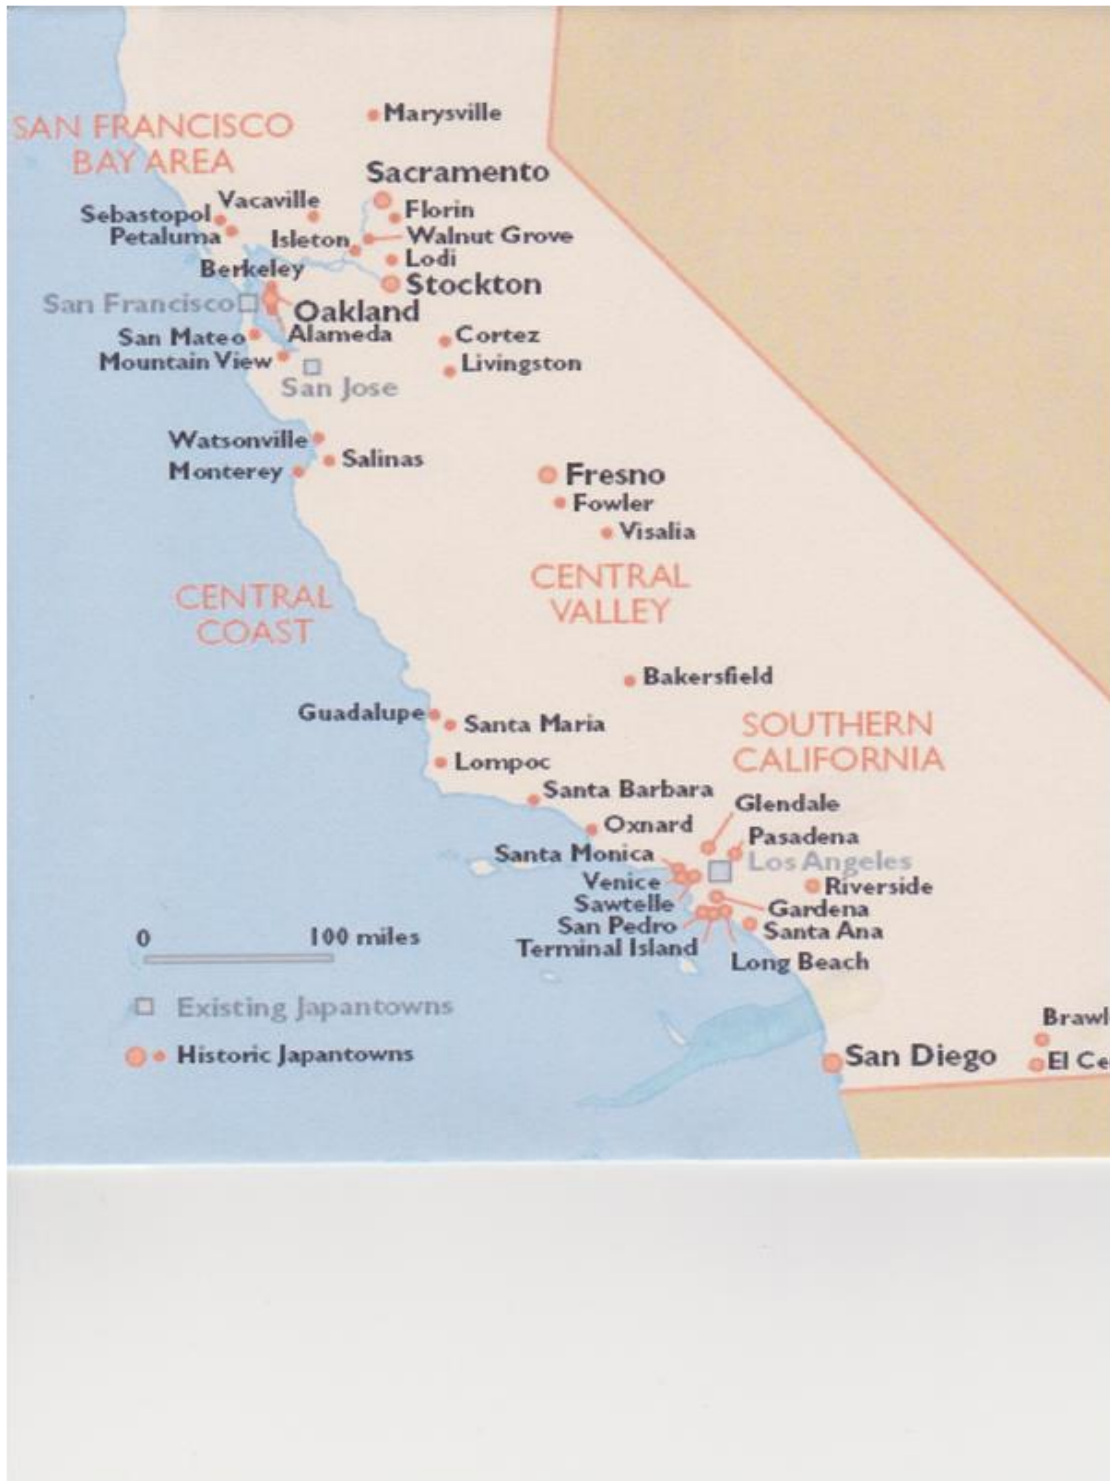 Marysville
SAN FRANCISCO
BAY AREA
Sacramento
Vacaville
Sebastopol
Florin
Petaluma
Isleton
Walnut Grove
Lodi
Berkeley
Stockton
San Francisco
Oakland
San Mateo
Alameda
Cortez
Mountain View
Livingston
San Jose
Watsonville
Salinas
Monterey
Fresno
Fowler
Visalia
CENTRAL
VALLEY
CENTRAL
COAST
Bakersfield
Guadalupe
Santa Maria
SOUTHERN
CALIFORNIA
Lompoc
Santa Barbara
Glendale
Oxnard
Pasadena
Santa Monica
Los Angeles
Venice
Riverside
Sawtelle
Gardena
San Pedro
Santa Ana
Terminal Island
Long Beach
0 100 miles
Existing Japantowns
Historic Japantowns
Brawl
San Diego
El Ce